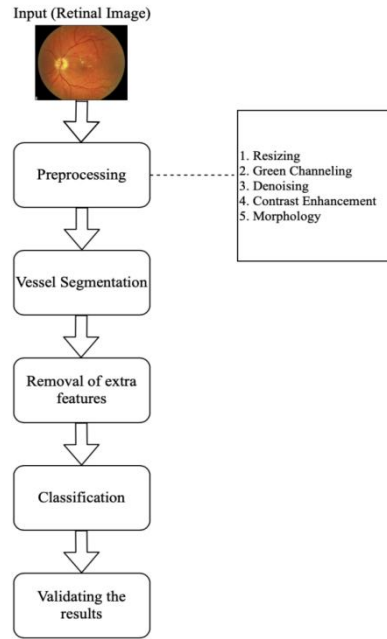 Input (Retinal Image)
Preprocessing
1. Resizing
2. Green Channeling
3. Denoising
4. Contrast Enhancement
5. Morphology
Vessel Segmentation
Removal of extra
features
Classification
Validating the
results